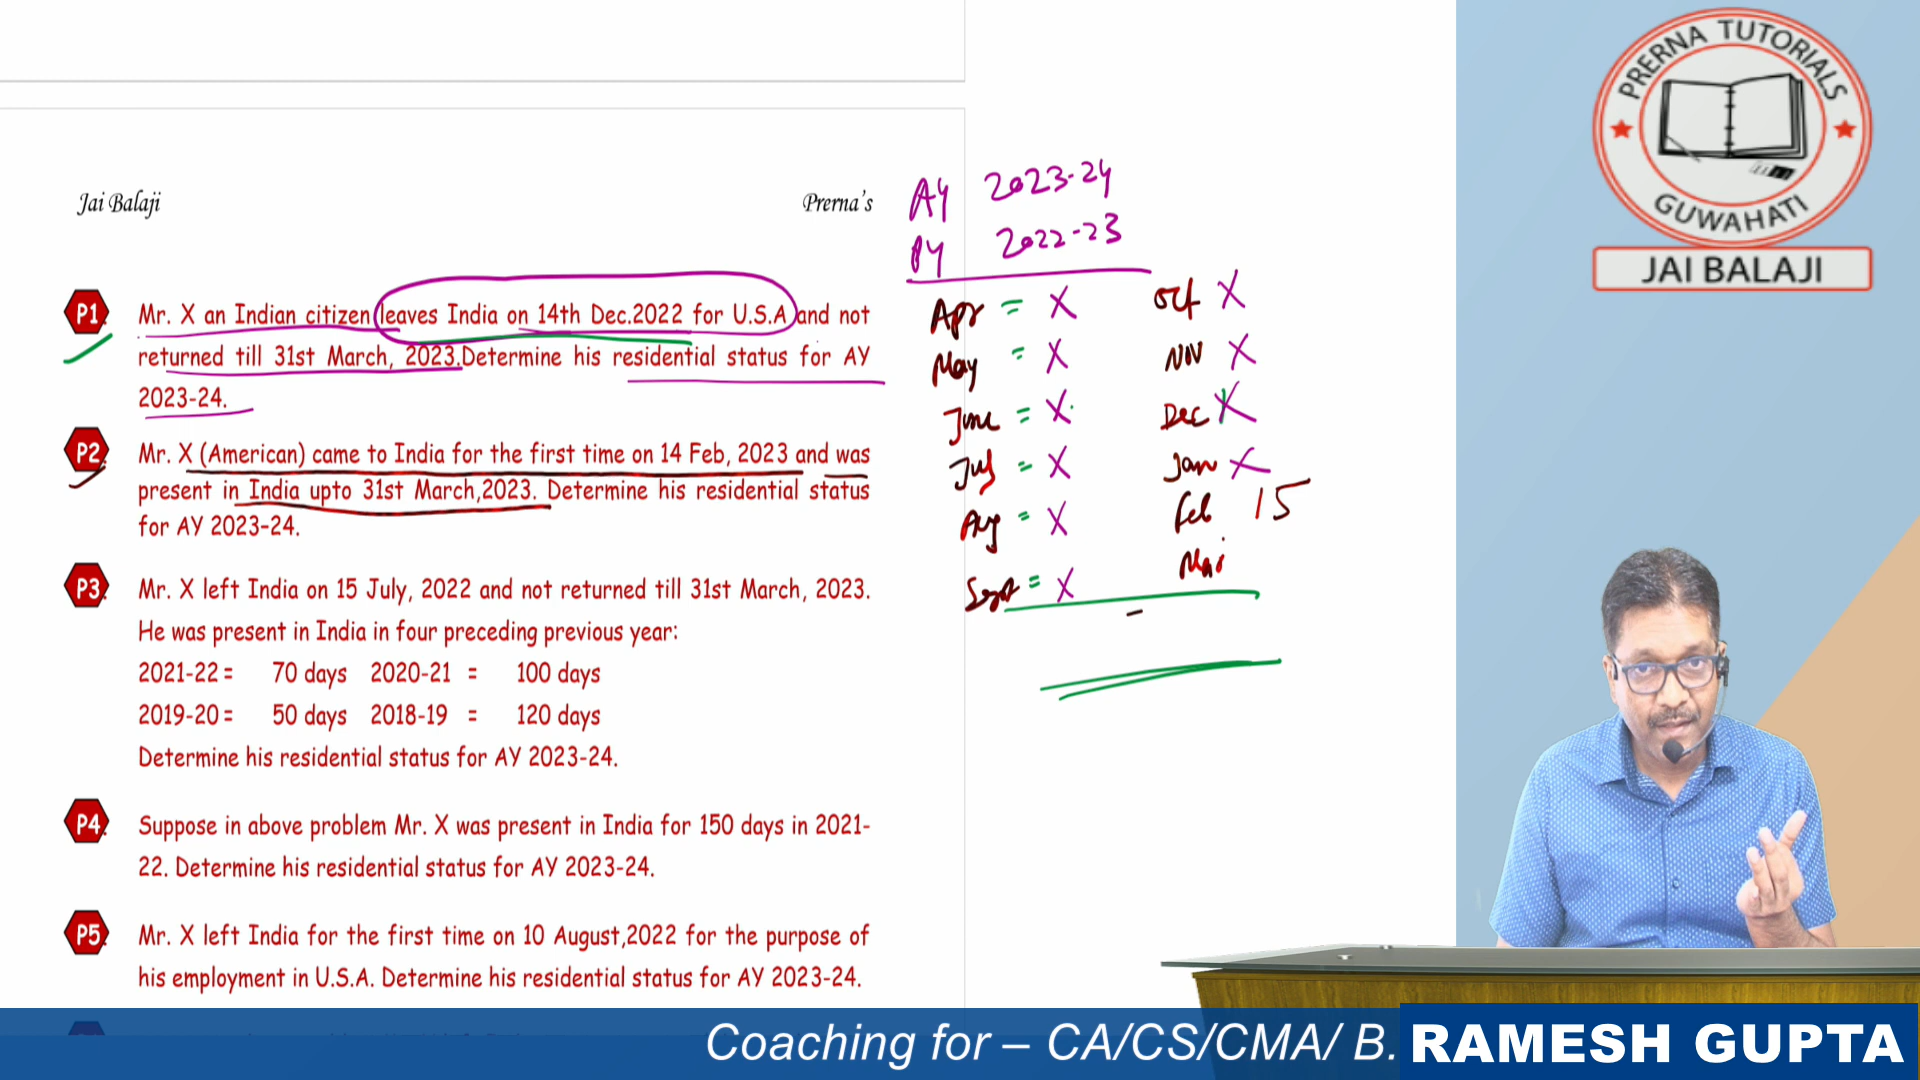 Jai Balaji
Prerna's
P1
Mr. X an Indian citizen leaves India on 14th Dec.2022 for U.S.A and not
returned till 31st March, 2023.Determine his residential status for AY
2023-24.
P2
Mr. X (American) came to India for the first time on 14 Feb, 2023 and was
present in India upto 31st March,2023. Determine his residential status
for AY 2023-24.
P3
Mr. X left India on 15 July, 2022 and not returned till 31st March, 2023.
He was present in India in four preceding previous year:
2021-22 = 70 days 2020-21 = 100 days
2019-20 = 50 days 2018-19 = 120 days
Determine his residential status for AY 2023-24.
P4
Suppose in above problem Mr. X was present in India for 150 days in 2021-
22. Determine his residential status for AY 2023-24.
P5
Mr. X left India for the first time on 10 August,2022 for the purpose of
his employment in U.S.A. Determine his residential status for AY 2023-24.
AY 2023-24
PY 2022-23
Apr = X
May = X
June = X
July = X
Aug = X
Sept = X
Oct X
Nov X
Dec X
Jan X
Feb 15
Mar
PRERNA TUTORIALS
GUWAHATI
JAI BALAJI
Coaching for – CA/CS/CMA/ B.
RAMESH GUPTA